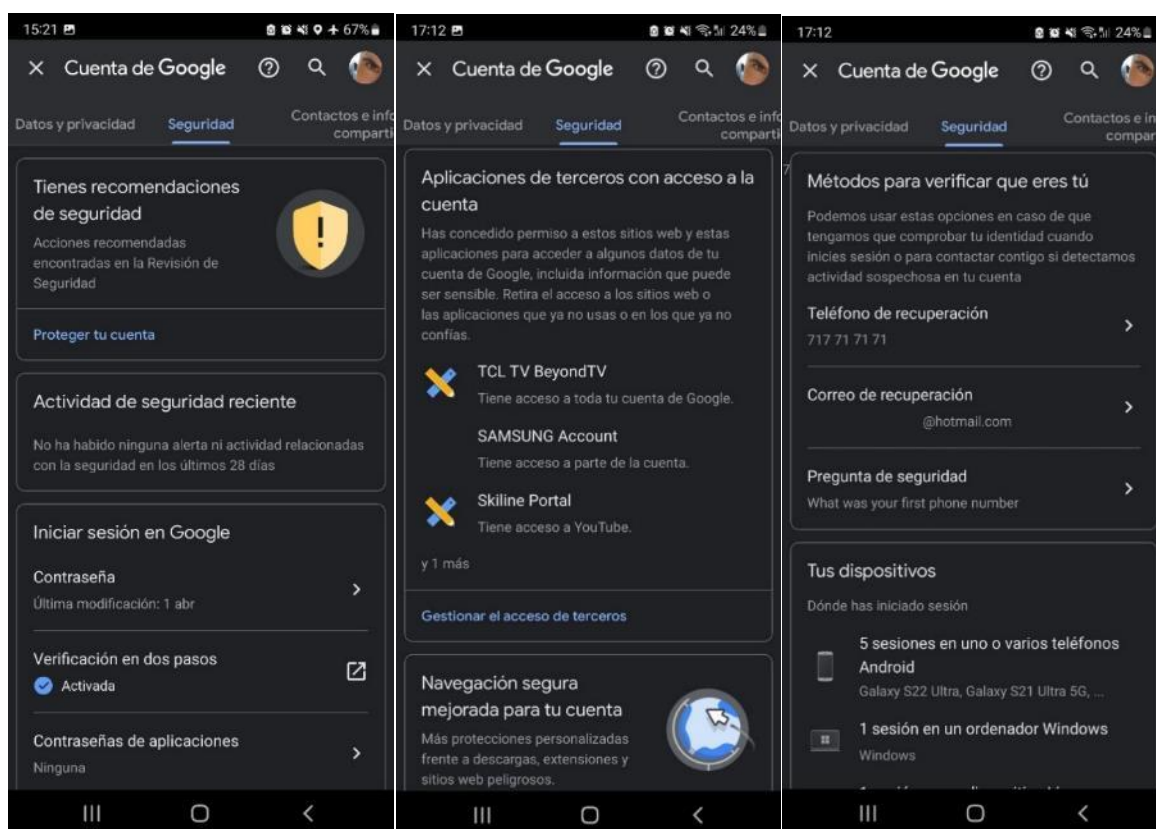 15:21
67%
Cuenta de Google
Datos y privacidad
Seguridad
Contactos e info
comparti
Tienes recomendaciones
de seguridad
Acciones recomendadas
encontradas en la Revisión de
Seguridad
Proteger tu cuenta
Actividad de seguridad reciente
No ha habido ninguna alerta ni actividad relacionadas
con la seguridad en los últimos 28
días
Iniciar sesión en Google
Contraseña
Última modificación: 1 abr
Verificación en dos pasos
Activada
Contraseñas de aplicaciones
Ninguna
17:12
24%
Cuenta de Google
Datos y privacidad
Seguridad
Contactos e info
comparti
Aplicaciones de terceros con acceso a la
cuenta
Has concedido permiso a estos sitios web y estas
aplicaciones para acceder a algunos datos de tu
cuenta de Google, incluida información que puede
ser sensible. Retira el acceso a los sitios web o
las aplicaciones que ya no usas o en los que ya no
confías.
TCL TV BeyondTV
Tiene acceso a toda tu cuenta de Google.
SAMSUNG Account
Tiene acceso a parte de la cuenta.
Skiline Portal
Tiene acceso a YouTube.
y 1 más
Gestionar el acceso de terceros
Navegación segura
mejorada para tu cuenta
Más protecciones personalizadas
frente a descargas, extensiones y
sitios web peligrosos.
17:12
24%
Cuenta de Google
Datos y privacidad
Seguridad
Contactos e in
compar
7
Métodos para verificar que eres tú
Podemos usar estas opciones en caso de que
tengamos que comprobar tu identidad cuando
inicies sesión o para contactar contigo si detectamos
actividad sospechosa en tu cuenta
Teléfono de recuperación
717 71 71 71
Correo de recuperación
@hotmail.com
Pregunta de seguridad
What was your first phone number
Tus dispositivos
Dónde has iniciado sesión
5 sesiones en uno o varios teléfonos
Android
Galaxy S22 Ultra, Galaxy S21 Ultra 5G, ...
1 sesión en un ordenador Windows
Windows